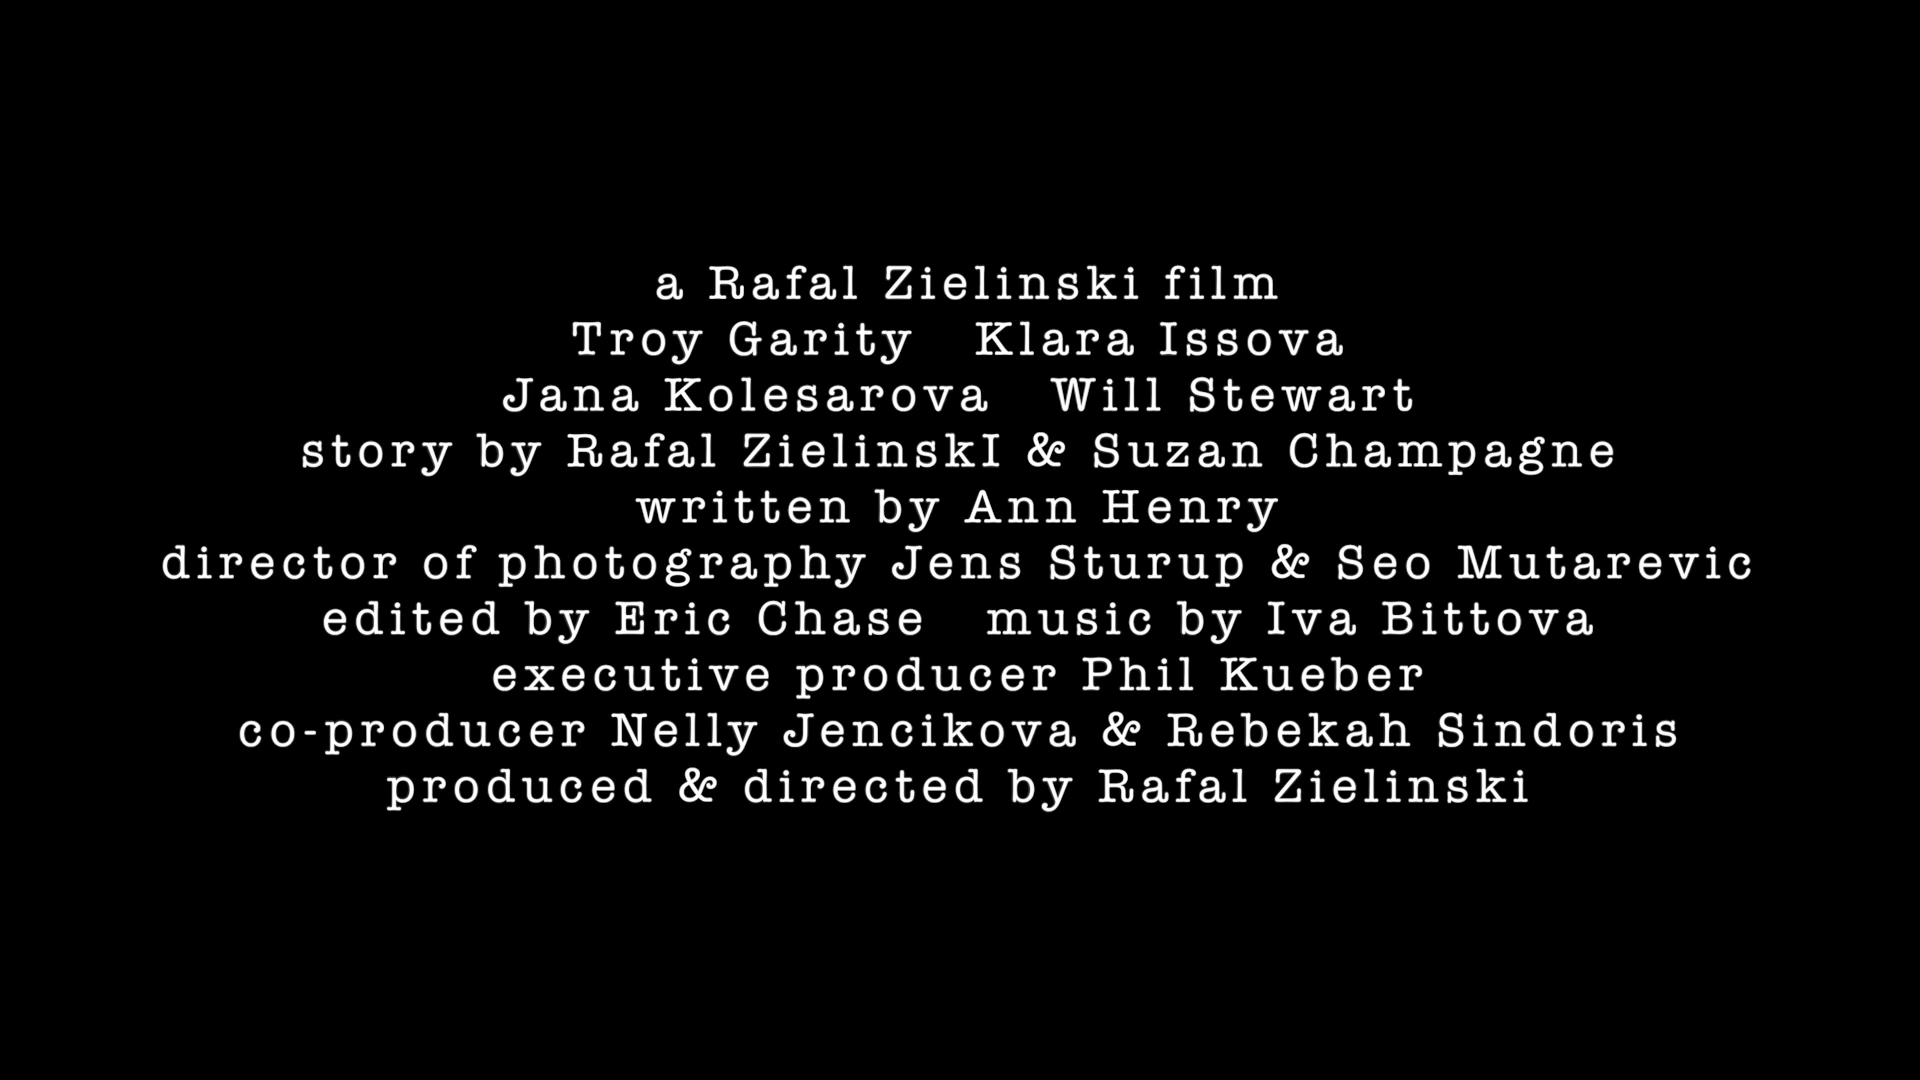 a Rafal Zielinski film
Troy Garity Klara Issova
Jana Kolesarova Will Stewart
story by Rafal ZielinskI & Suzan Champagne
written by Ann Henry
director of photography Jens Sturup & Seo Mutarevic
edited by Eric Chase music by Iva Bittova
executive producer Phil Kueber
co-producer Nelly Jencikova & Rebekah Sindoris
produced & directed by Rafal Zielinski